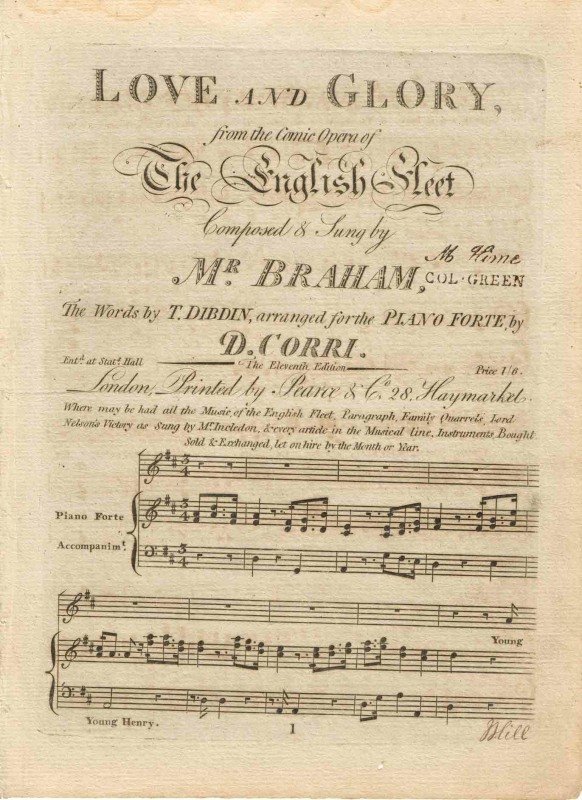 LOVE AND GLORY,
from the Comic Opera of
The English Fleet
Composed & Sung by
MR. BRAHAM,
COL. GREEN
The Words by T. DIBDIN, arranged for the PIANO FORTE, by
D. CORRI.
Entd. at Stats. Hall
The Eleventh Edition
Price 1/6.
London, Printed by Pearce & Co. 28, Haymarket.
Where may be had all the Music of the English Fleet, Paragraph, Family Quarrels, Lord
Nelson's Victory as Sung by Mr. Incledon, & every article in the Musical line, Instruments Bought
Sold & Exchanged, let on hire by the Month or Year.
Piano Forte
Accompanimt.
Young
Young Henry.
1